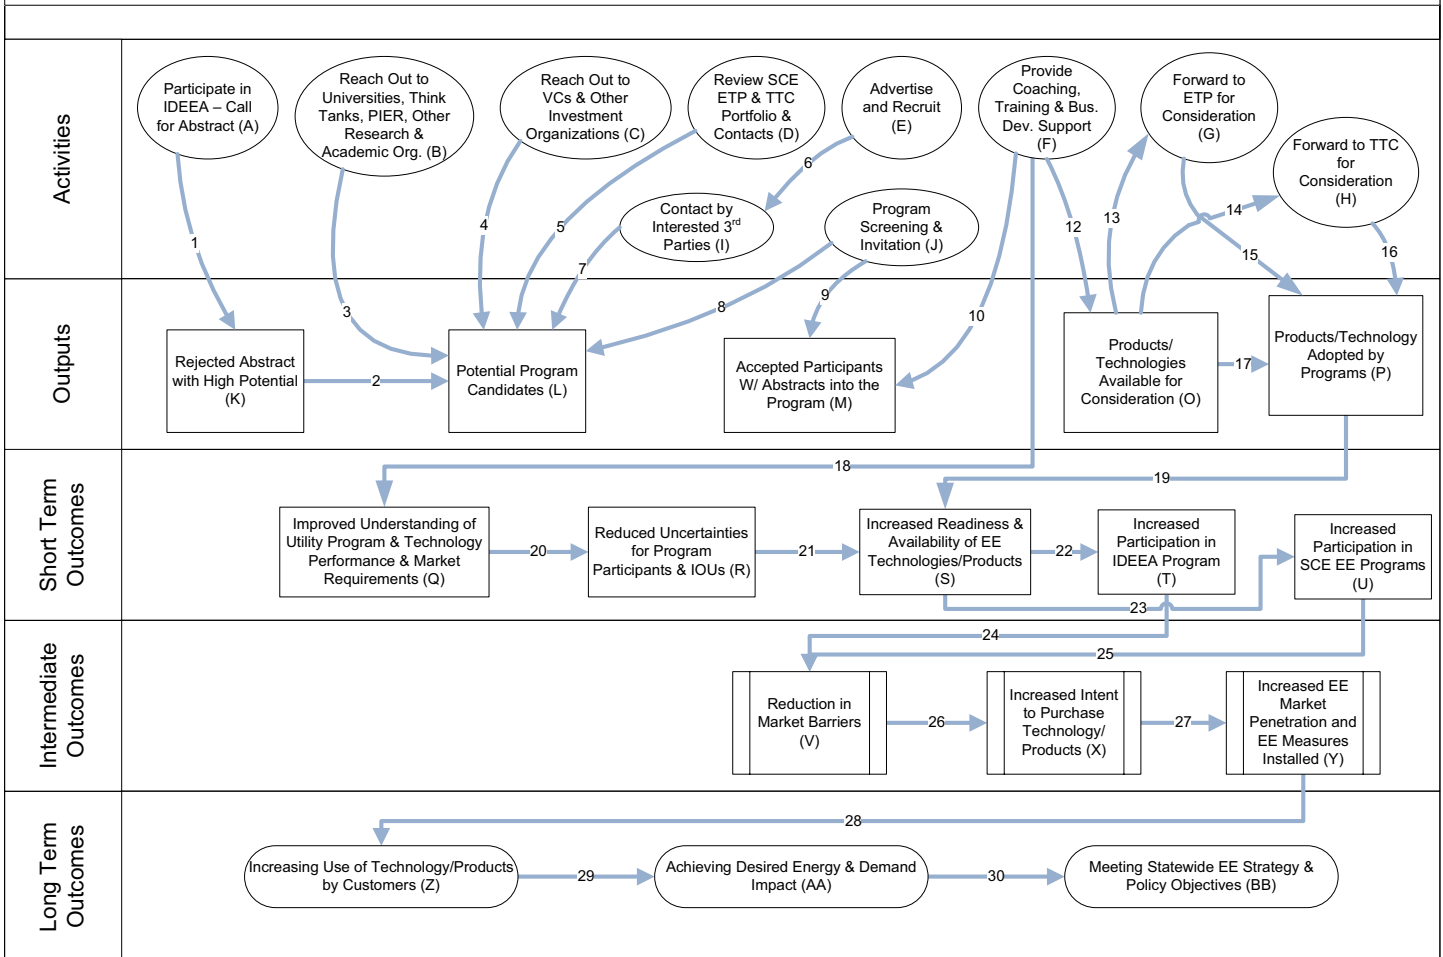 Activities
Participate in
IDEEA – Call
for Abstract (A)
Reach Out to
Universities, Think
Tanks, PIER, Other
Research &
Academic Org. (B)
Reach Out to
VCs & Other
Investment
Organizations (C)
Review SCE
ETP & TTC
Portfolio &
Contacts (D)
Advertise
and Recruit
(E)
Provide
Coaching,
Training & Bus.
Dev. Support
(F)
Forward to
ETP for
Consideration
(G)
Forward to TTC
for
Consideration
(H)
Contact by
Interested 3rd
Parties (I)
Program
Screening &
Invitation (J)
1
3
4
5
6
7
8
9
10
12
13
14
15
16
Outputs
Rejected Abstract
with High Potential
(K)
2
Potential Program
Candidates (L)
Accepted Participants
W/ Abstracts into the
Program (M)
Products/
Technologies
Available for
Consideration (O)
17
Products/Technology
Adopted by
Programs (P)
Short Term
Outcomes
18
19
Improved Understanding of
Utility Program & Technology
Performance & Market
Requirements (Q)
20
Reduced Uncertainties
for Program
Participants & IOUs (R)
21
Increased Readiness &
Availability of EE
Technologies/Products
(S)
22
Increased
Participation in
IDEEA Program
(T)
23
Increased
Participation in
SCE EE Programs
(U)
Intermediate
Outcomes
24
25
Reduction in
Market Barriers
(V)
26
Increased Intent
to Purchase
Technology/
Products (X)
27
Increased EE
Market
Penetration and
EE Measures
Installed (Y)
Long Term
Outcomes
28
Increasing Use of Technology/Products
by Customers (Z)
29
Achieving Desired Energy & Demand
Impact (AA)
30
Meeting Statewide EE Strategy &
Policy Objectives (BB)